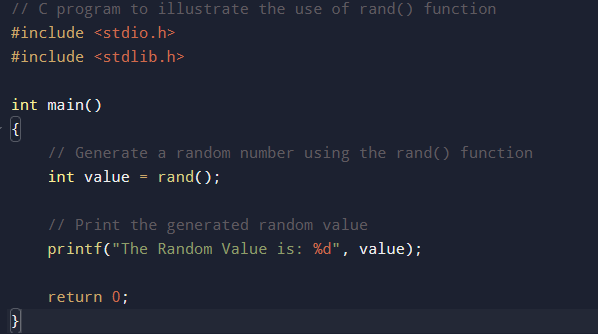 // C program to illustrate the use of rand() function
#include <stdio.h>
#include <stdlib.h>
int main()
{
// Generate a random number using the rand() function
int value = rand();
// Print the generated random value
printf("The Random Value is: %d", value);
return 0;
}